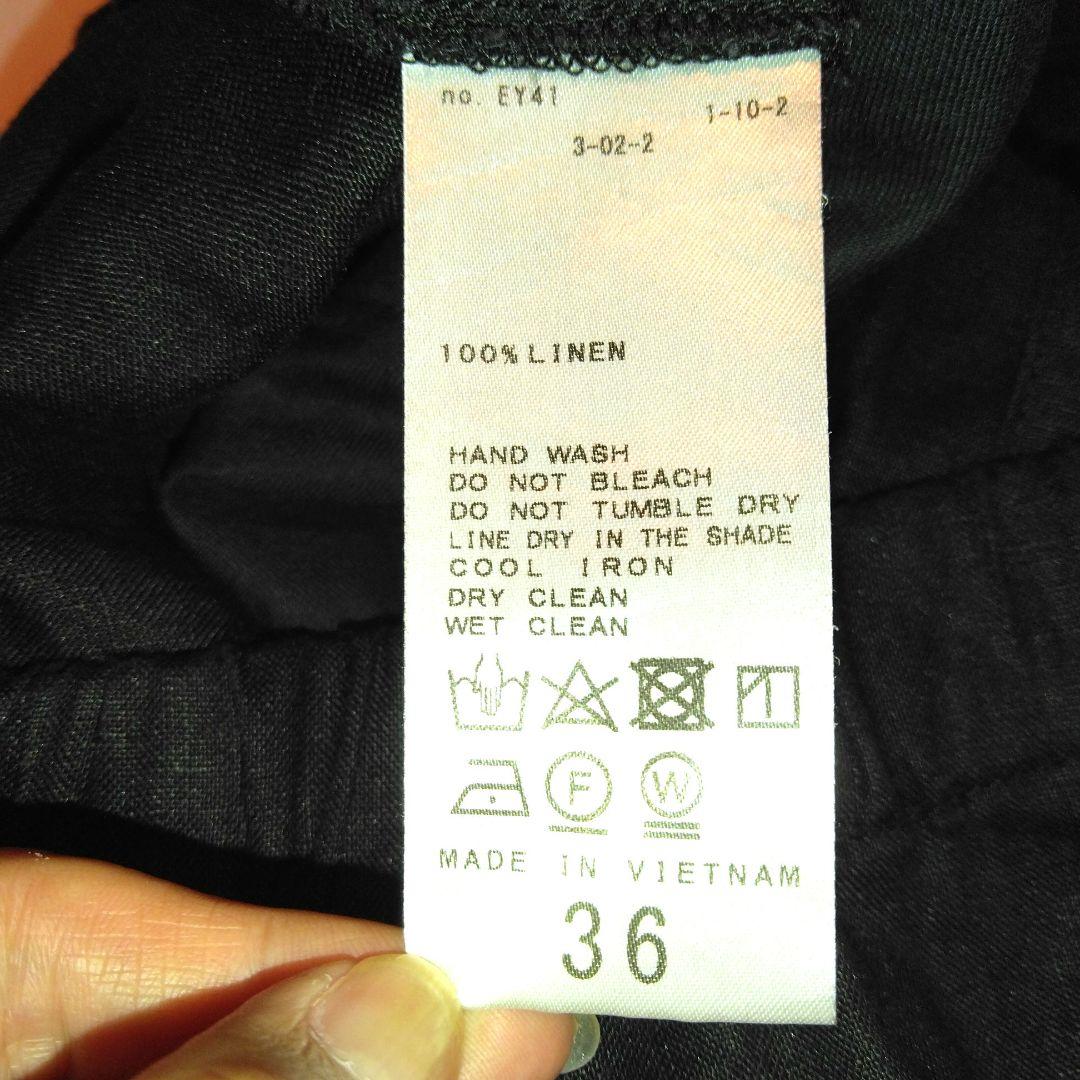 no. EY41
1-10-2
3-02-2
100% LINEN
HAND WASH
DO NOT BLEACH
DO NOT TUMBLE DRY
LINE DRY IN THE SHADE
COOL IRON
DRY CLEAN
WET CLEAN
F W
MADE IN VIETNAM
36